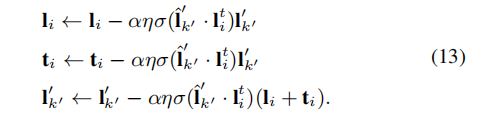 l_i ← l_i − αησ(l̂′_{k′} · l_i^t)l′_{k′}
t_i ← t_i − αησ(l̂′_{k′} · l_i^t)l′_{k′} (13)
l′_{k′} ← l′_{k′} − αησ(l̂′_{k′} · l_i^t)(l_i + t_i).